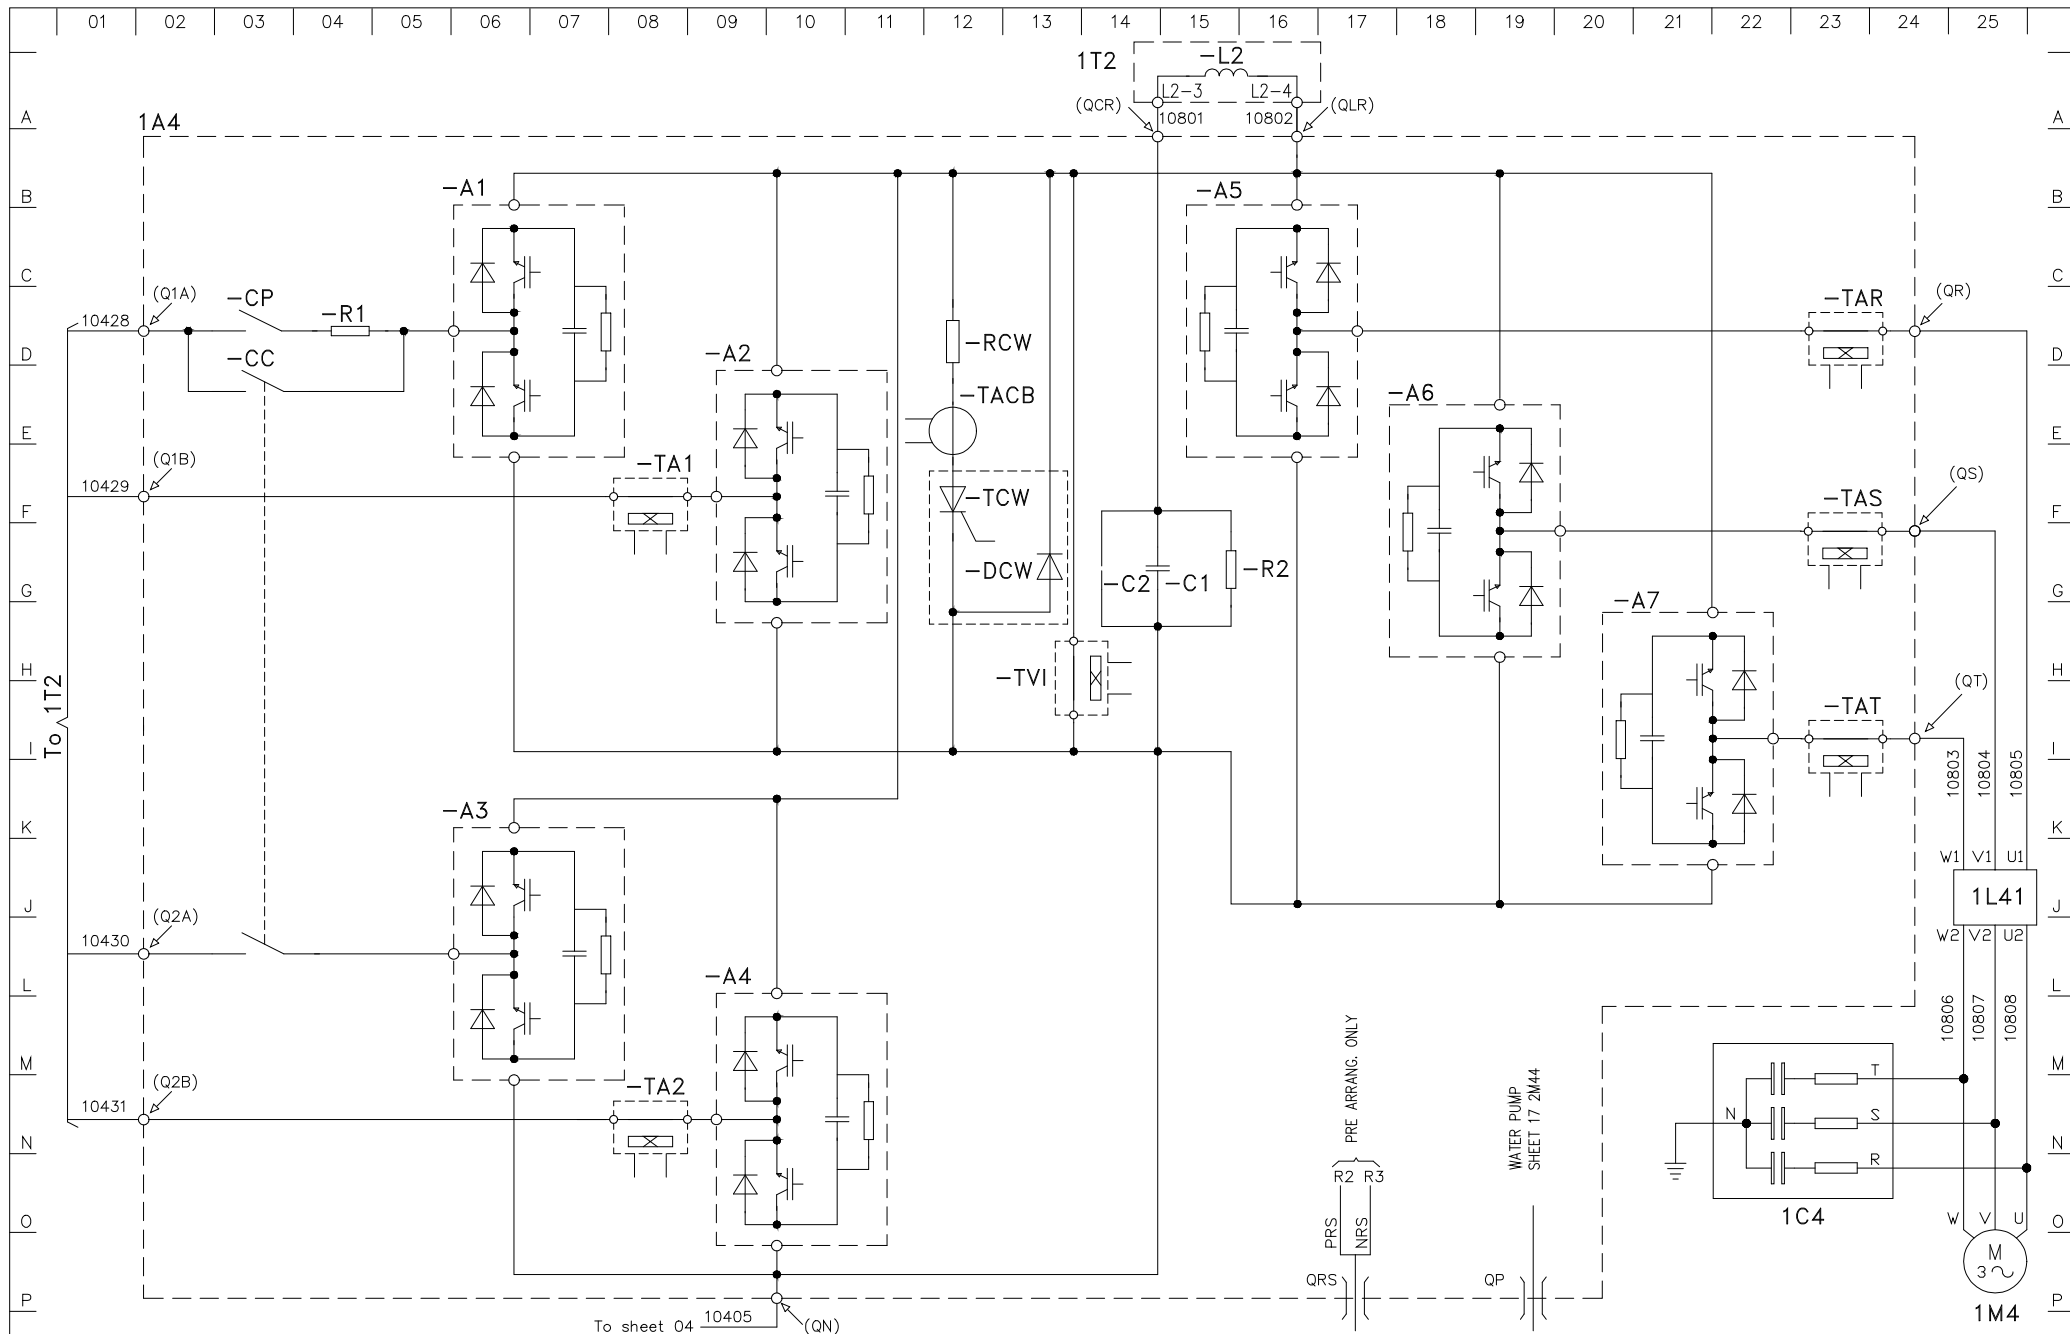 01 02 03 04 05 06 07 08 09 10 11 12 13 14 15 16 17 18 19 20 21 22 23 24 25
1T2 -L2
L2-3 L2-4
(QCR) (QLR)
A 10801 10802 A
1A4
-A1 -A5
B B
C C
(Q1A) -CP -TAR (QR)
10428 -R1
-CC -A2 -RCW
D D
-TACB -A6
E E
(Q1B) -TA1 (QS)
10429 -TCW -TAS
F F
-DCW -C2 -C1 -R2
G G
-A7
H -TVI H
To 1T2
-TAT (QT)
I I
10803 10804 10805
-A3
K K
W1 V1 U1
1L41
J J
(Q2A)
10430 W2 V2 U2
-A4
L L
10806 10807 10808
PRE ARRANG. ONLY
M M
WATER PUMP
SHEET 17 2M44
(Q2B) -TA2 T
10431 N S
N N
R2 R3 R
1C4
O O
PRS NRS W V U
M
3
QRS QP
P P
1M4
To sheet 04 10405 (QN)